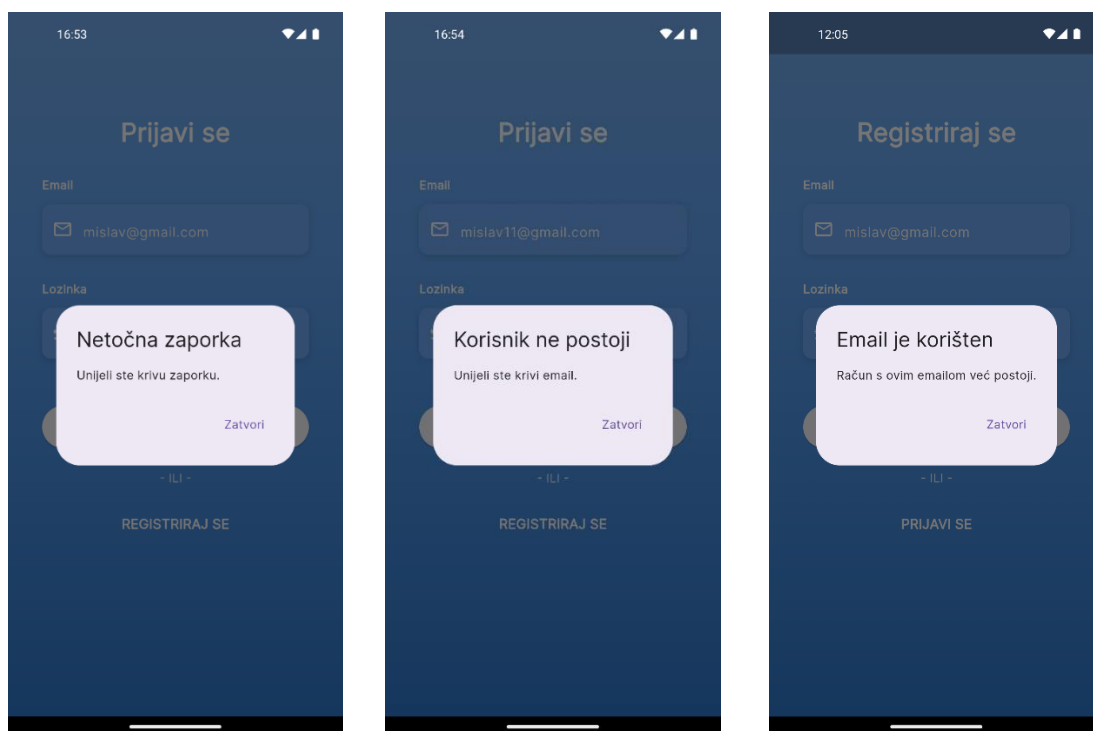 16:53
Prijavi se
Email
mislav@gmail.com
Lozinka
Netočna zaporka
Unijeli ste krivu zaporku.
Zatvori
- ILI -
REGISTRIRAJ SE
16:54
Prijavi se
Email
mislav11@gmail.com
Lozinka
Korisnik ne postoji
Unijeli ste krivi email.
Zatvori
- ILI -
REGISTRIRAJ SE
12:05
Registriraj se
Email
mislav@gmail.com
Lozinka
Email je korišten
Račun s ovim emailom već postoji.
Zatvori
- ILI -
PRIJAVI SE